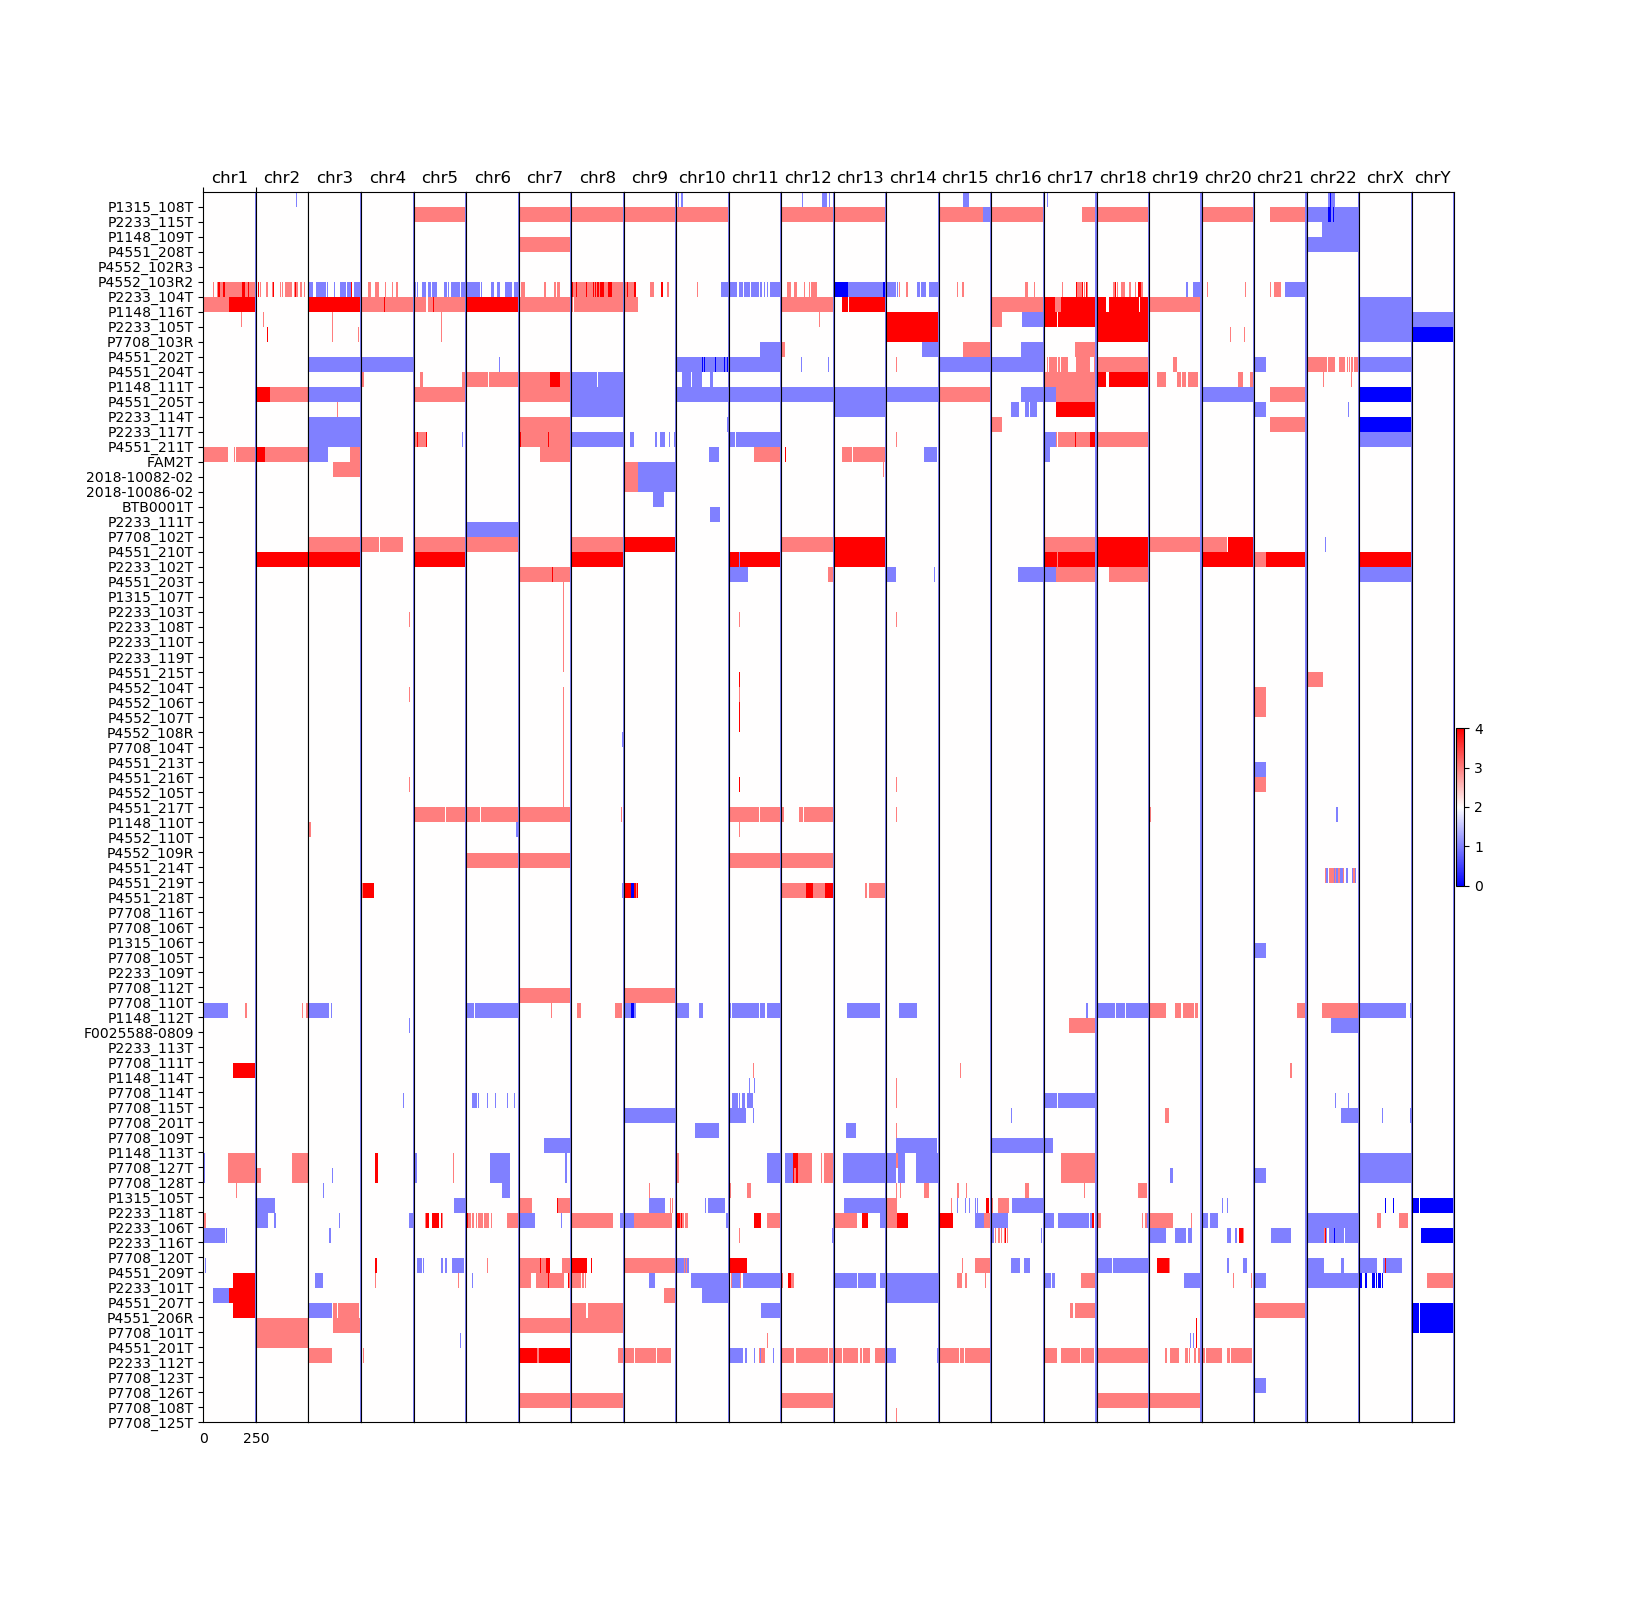 chr1 chr2 chr3 chr4 chr5 chr6 chr7 chr8 chr9 chr10 chr11 chr12 chr13 chr14 chr15 chr16 chr17 chr18 chr19 chr20 chr21 chr22 chrX chrY
P1315_108T
P2233_115T
P1148_109T
P4551_208T
P4552_102R3
P4552_103R2
P2233_104T
P1148_116T
P2233_105T
P7708_103R
P4551_202T
P4551_204T
P1148_111T
P4551_205T
P2233_114T
P2233_117T
P4551_211T
FAM2T
2018-10082-02
2018-10086-02
BTB0001T
P2233_111T
P7708_102T
P4551_210T
P2233_102T
P4551_203T
P1315_107T
P2233_103T
P2233_108T
P2233_110T
P2233_119T
P4551_215T
P4552_104T
P4552_106T
P4552_107T
P4552_108R
P7708_104T
P4551_213T
P4551_216T
P4552_105T
P4551_217T
P1148_110T
P4552_110T
P4552_109R
P4551_214T
P4551_219T
P4551_218T
P7708_116T
P7708_106T
P1315_106T
P7708_105T
P2233_109T
P7708_112T
P7708_110T
P1148_112T
F0025588-0809
P2233_113T
P7708_111T
P1148_114T
P7708_114T
P7708_115T
P7708_201T
P7708_109T
P1148_113T
P7708_127T
P7708_128T
P1315_105T
P2233_118T
P2233_106T
P2233_116T
P7708_120T
P4551_209T
P2233_101T
P4551_207T
P4551_206R
P7708_101T
P4551_201T
P2233_112T
P7708_123T
P7708_126T
P7708_108T
P7708_125T
0 250
4
3
2
1
0